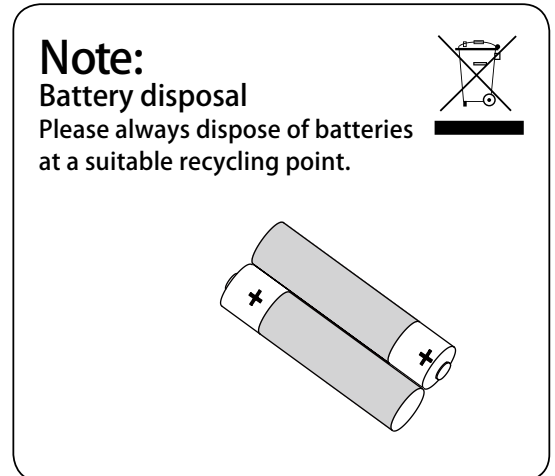 Note:
Battery disposal
Please always dispose of batteries
at a suitable recycling point.
+
+